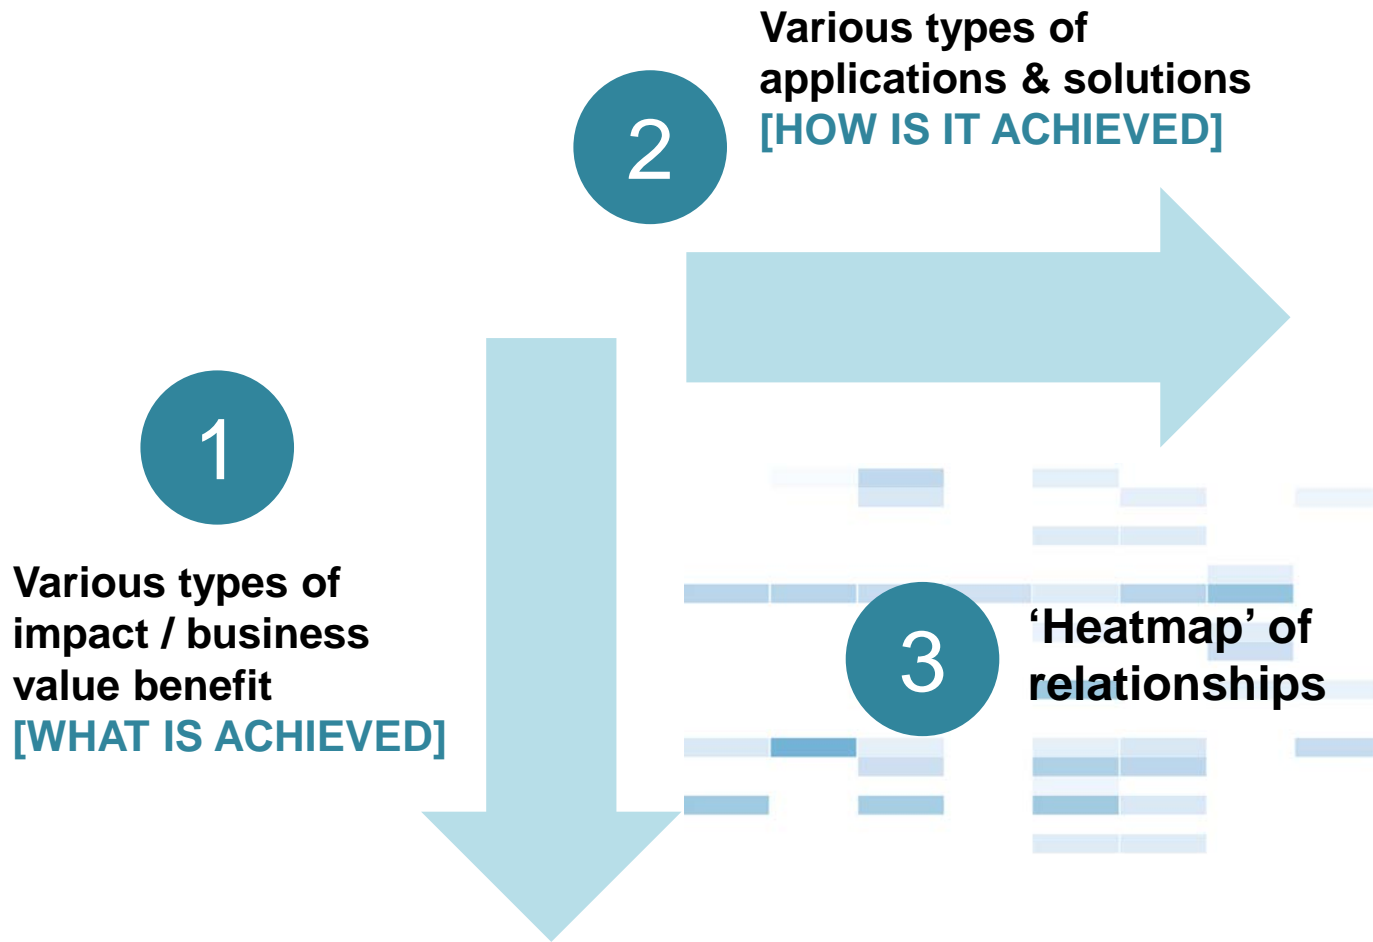 2
Various types of
applications & solutions
[HOW IS IT ACHIEVED]
1
Various types of
impact / business
value benefit
[WHAT IS ACHIEVED]
3
‘Heatmap’ of
relationships